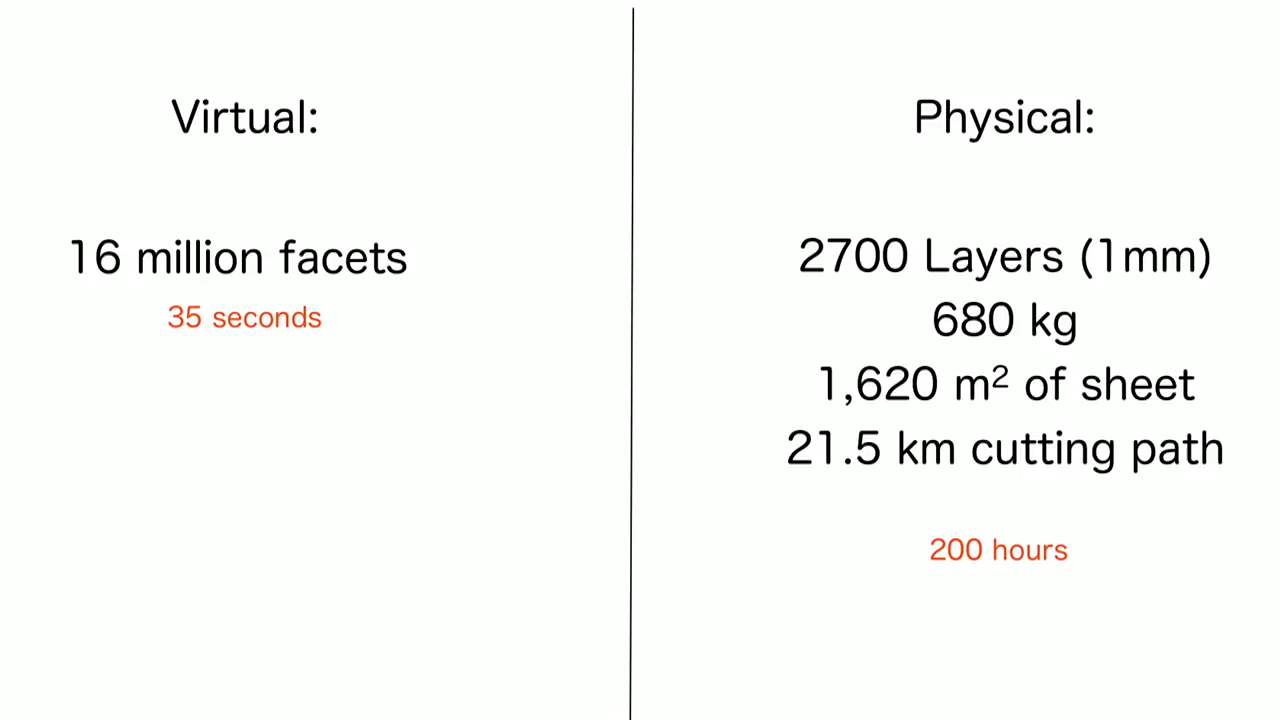 Virtual:
16 million facets
35 seconds
Physical:
2700 Layers (1mm)
680 kg
1,620 m² of sheet
21.5 km cutting path
200 hours